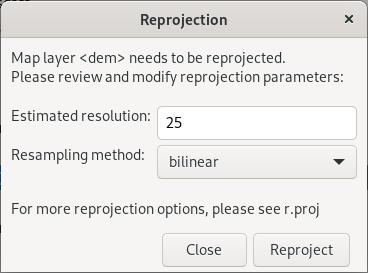 Reprojection
Map layer <dem> needs to be reprojected.
Please review and modify reprojection parameters:
Estimated resolution: 25
Resampling method: bilinear
For more reprojection options, please see r.proj
Close Reproject